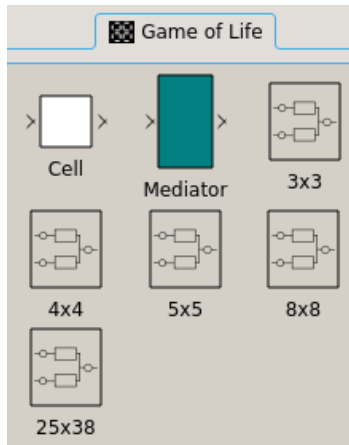 Game of Life
Cell
Mediator
3x3
4x4
5x5
8x8
25x38